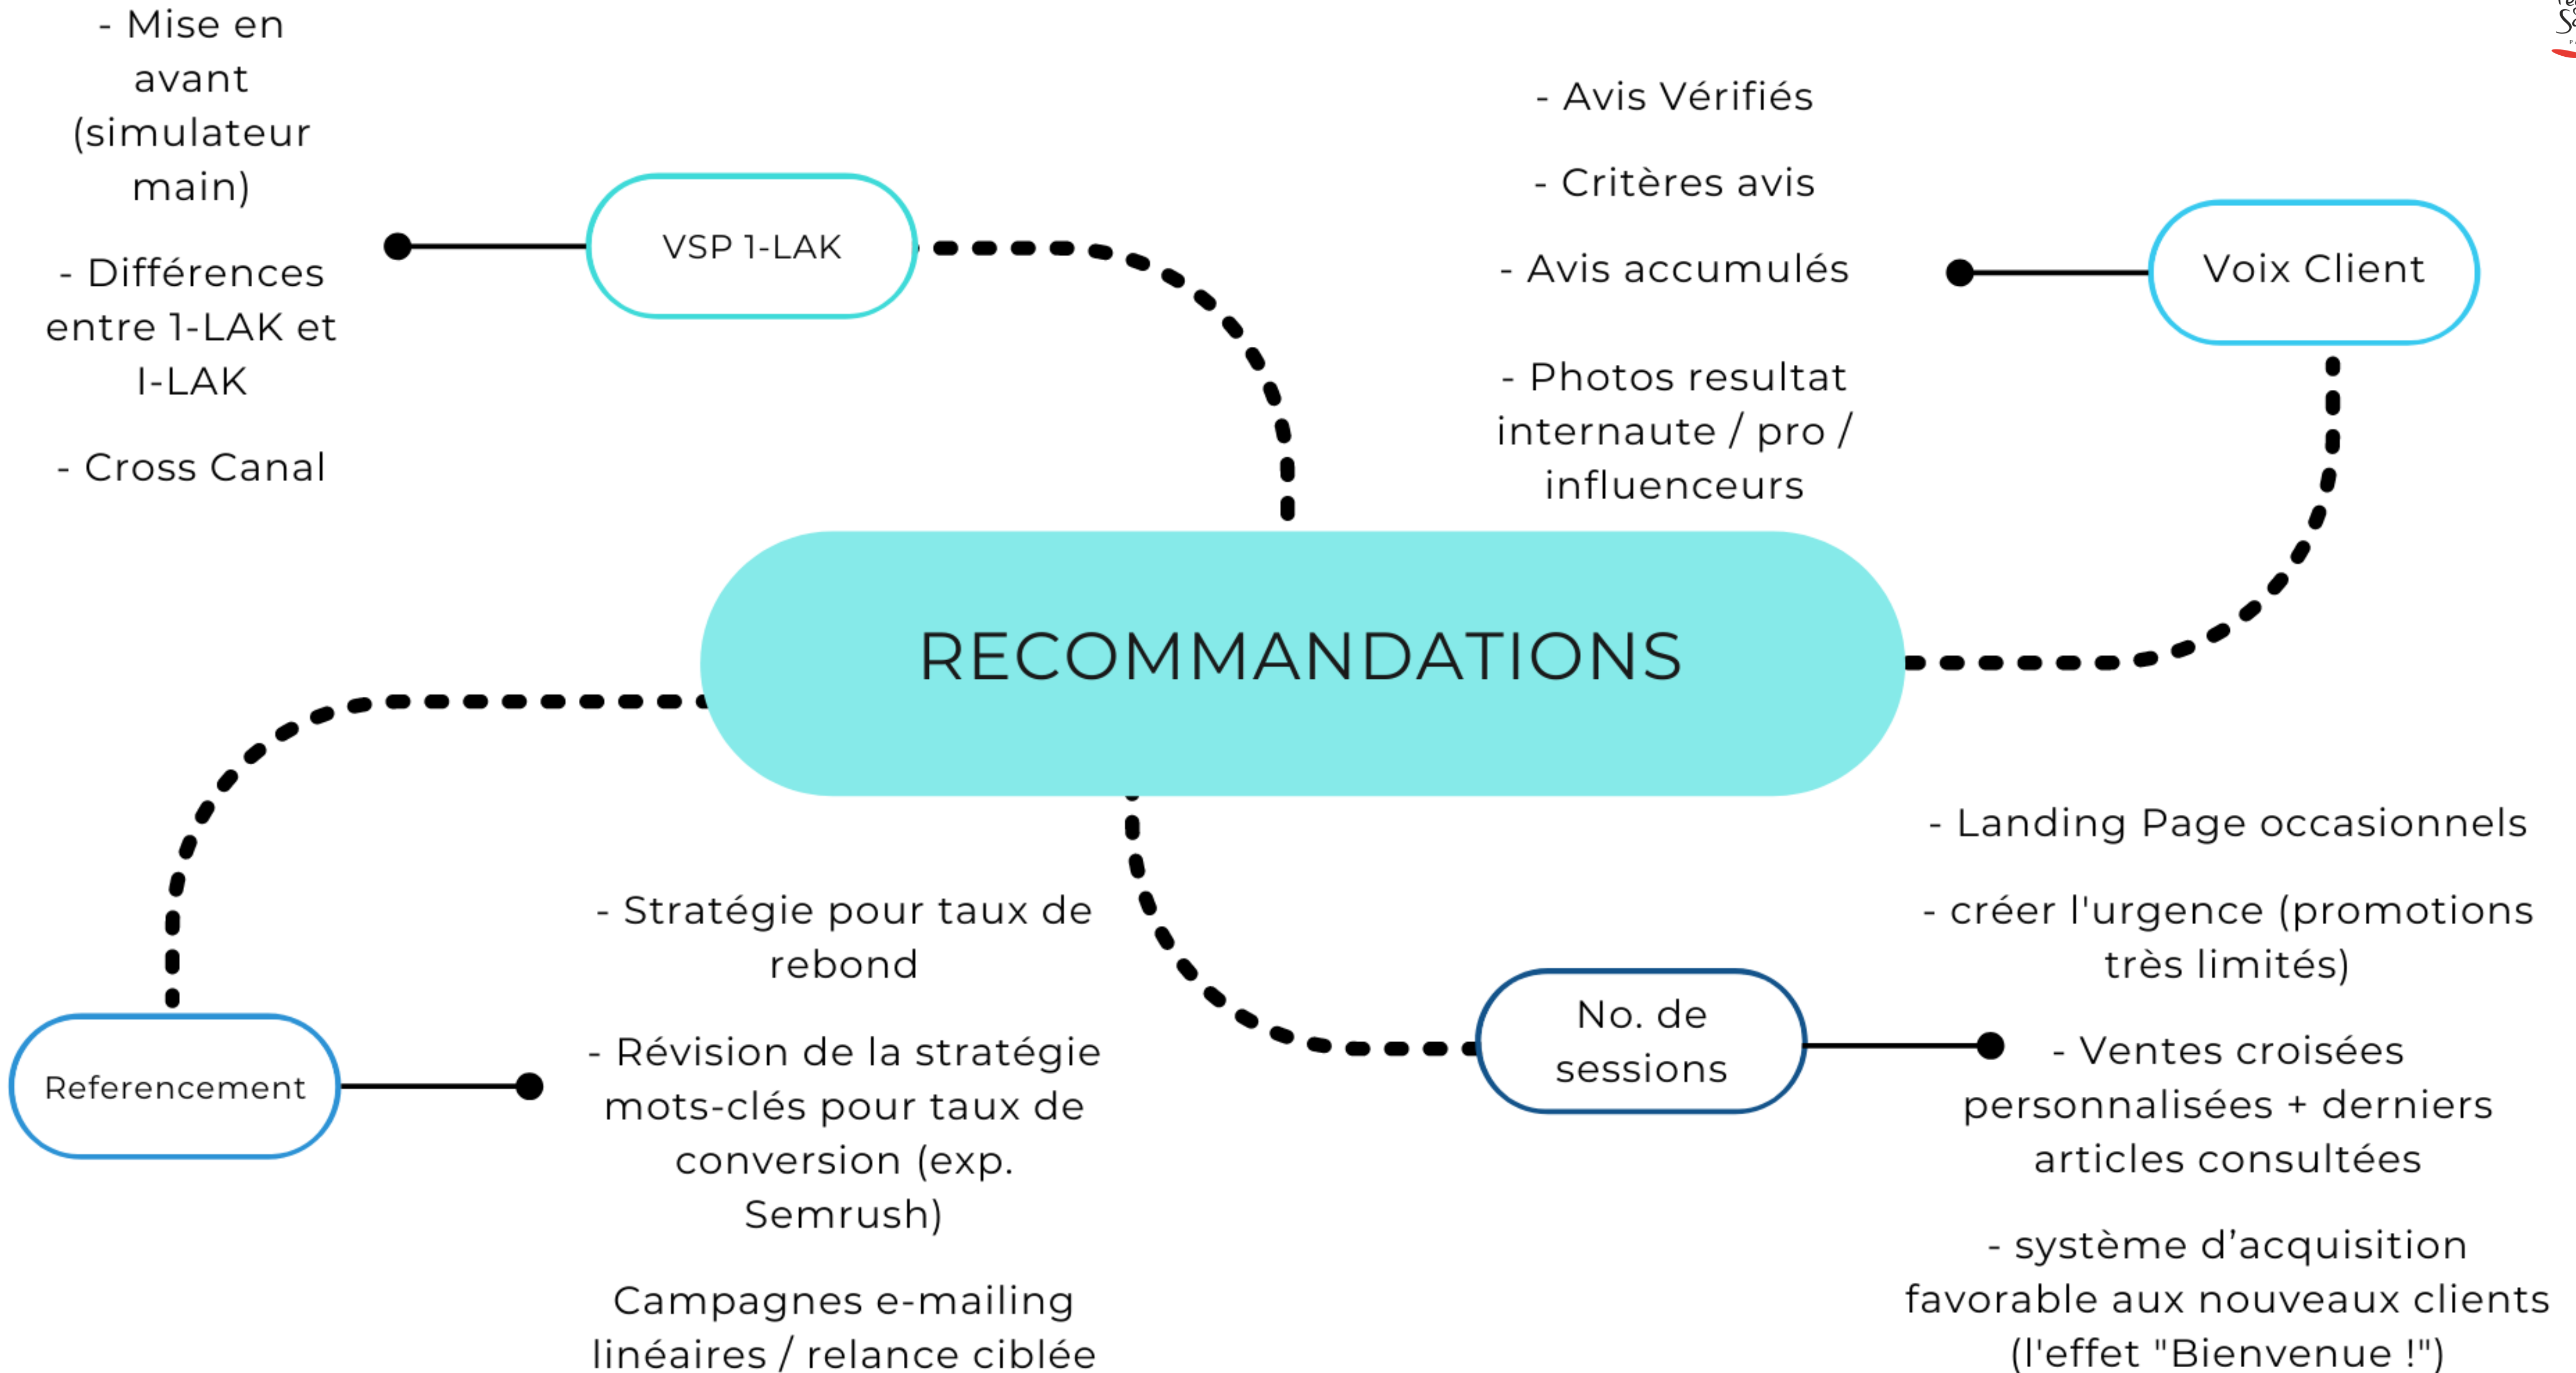 - Mise en
avant
(simulateur
main)
- Différences
entre 1-LAK et
I-LAK
- Cross Canal
VSP 1-LAK
- Avis Vérifiés
- Critères avis
- Avis accumulés
- Photos resultat
internaute / pro /
influenceurs
Voix Client
RECOMMANDATIONS
Referencement
- Stratégie pour taux de
rebond
- Révision de la stratégie
mots-clés pour taux de
conversion (exp.
Semrush)
Campagnes e-mailing
linéaires / relance ciblée
No. de
sessions
- Landing Page occasionnels
- créer l'urgence (promotions
très limités)
- Ventes croisées
personnalisées + derniers
articles consultées
- système d’acquisition
favorable aux nouveaux clients
(l'effet "Bienvenue !")